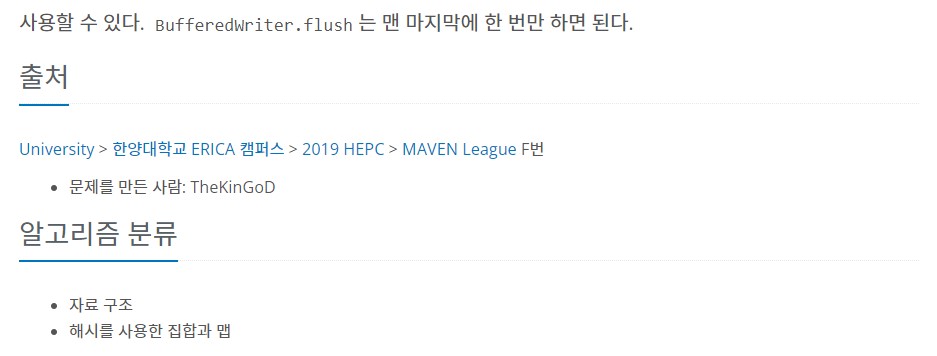 사용할 수 있다. BufferedWriter.flush 는 맨 마지막에 한 번만 하면 된다.
출처
University > 한양대학교 ERICA 캠퍼스 > 2019 HEPC > MAVEN League F번
• 문제를 만든 사람: TheKinGoD
알고리즘 분류
• 자료 구조
• 해시를 사용한 집합과 맵